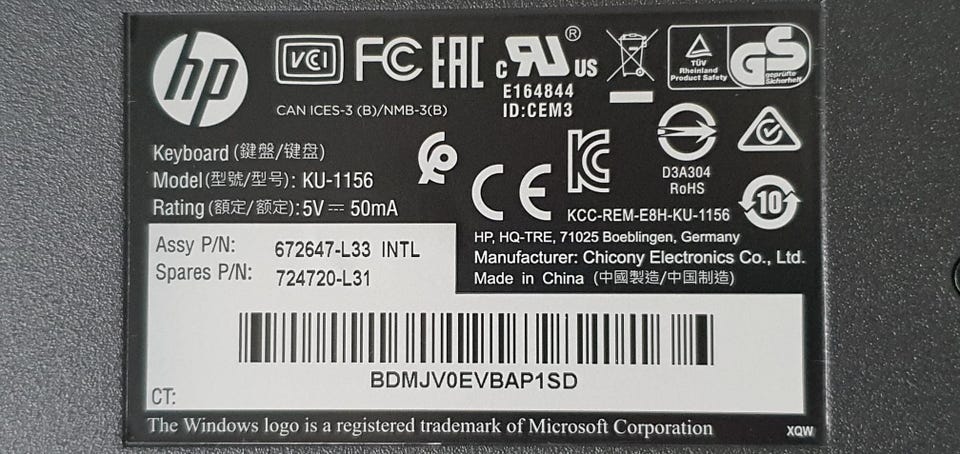 hp
VCI FC EAC
CAN ICES-3 (B)/NMB-3(B)
c RU® US
E164844
ID:CEM3
TÜV
Rheinland
Product Safety
GS
geprüfte
Sicherheit
Keyboard (鍵盤/键盘)
Model(型號/型号): KU-1156
Rating (額定/额定):5V ⎓ 50mA
CE
KC
D3A304
RoHS
10
KCC-REM-E8H-KU-1156
HP, HQ-TRE, 71025 Boeblingen, Germany
Manufacturer: Chicony Electronics Co., Ltd.
Made in China (中國製造/中国制造)
Assy P/N: 672647-L33 INTL
Spares P/N: 724720-L31
BDMJV0EVBAP1SD
CT:
The Windows logo is a registered trademark of Microsoft Corporation
XQW